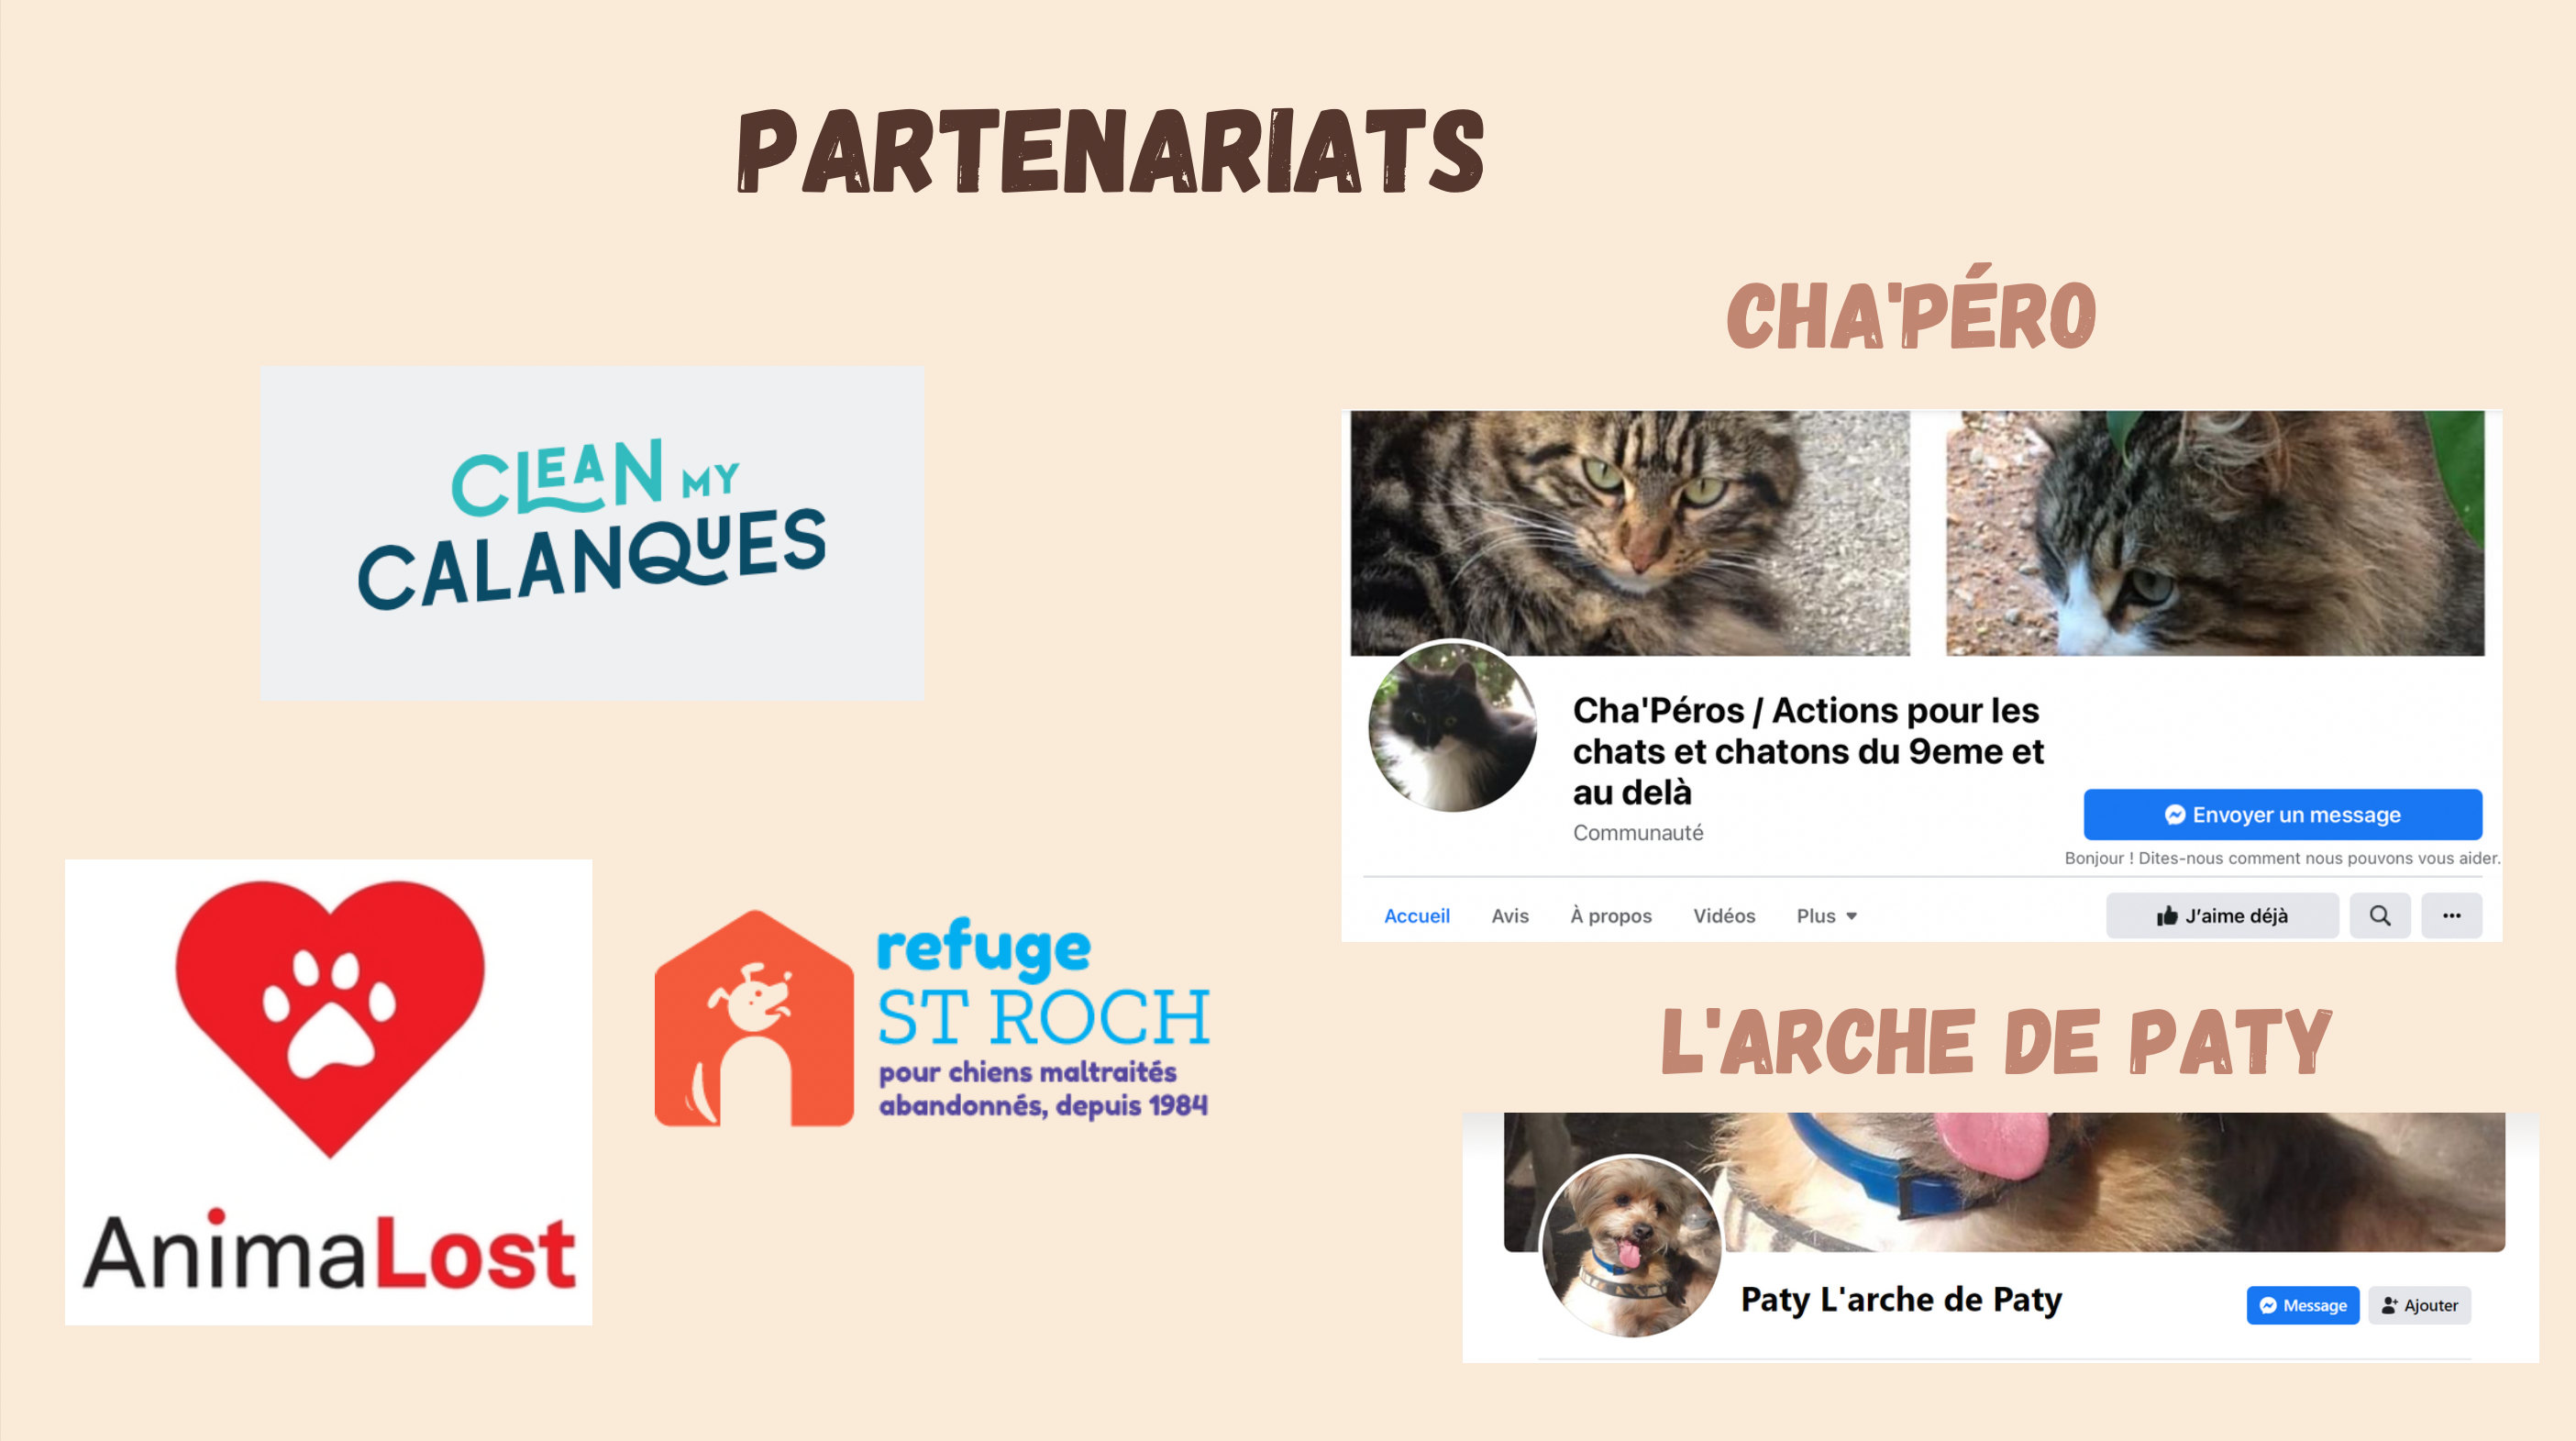 PARTENARIATS
CLEAN MY
CALANQUES
AnimaLost
refuge
ST ROCH
pour chiens maltraités
abandonnés, depuis 1984
CHA'PÉRO
Cha'Péros / Actions pour les
chats et chatons du 9eme et
au delà
Communauté
Envoyer un message
Bonjour ! Dites-nous comment nous pouvons vous aider.
Accueil Avis À propos Vidéos Plus J'aime déjà ...
L'ARCHE DE PATY
Paty L'arche de Paty Message Ajouter